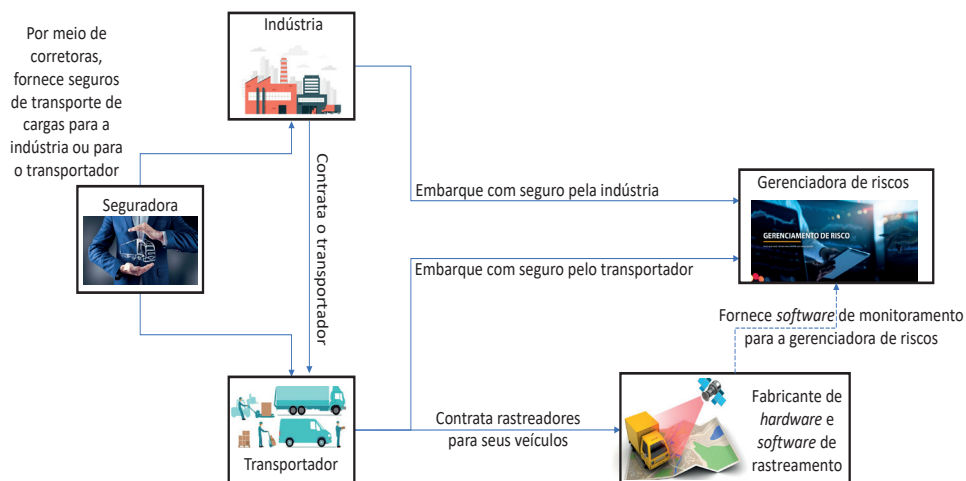 Por meio de
corretoras,
fornece seguros
de transporte de
cargas para a
indústria ou para
o transportador
Indústria
Contrata o transportador
Embarque com seguro pela indústria
Gerenciadora de riscos
GERENCIAMENTO DE RISCO
Seguradora
Embarque com seguro pelo transportador
Fornece software de monitoramento
para a gerenciadora de riscos
Transportador
Contrata rastreadores
para seus veículos
Fabricante de
hardware e
software de
rastreamento